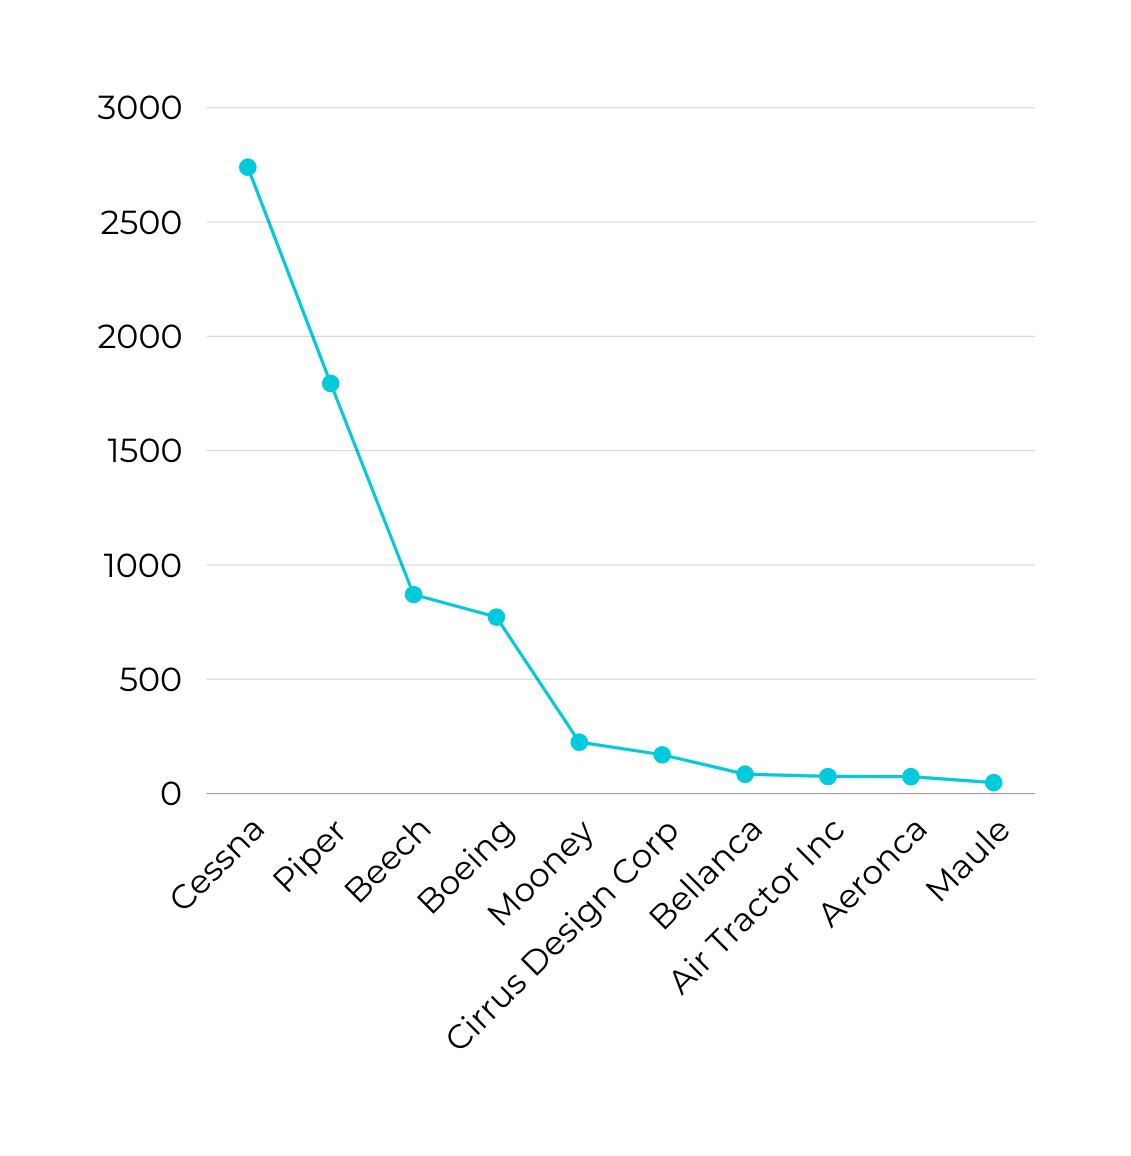 3000
2500
2000
1500
1000
500
0
Cessna
Piper
Beech
Boeing
Mooney
Cirrus Design Corp
Bellanca
Air Tractor Inc
Aeronca
Maule